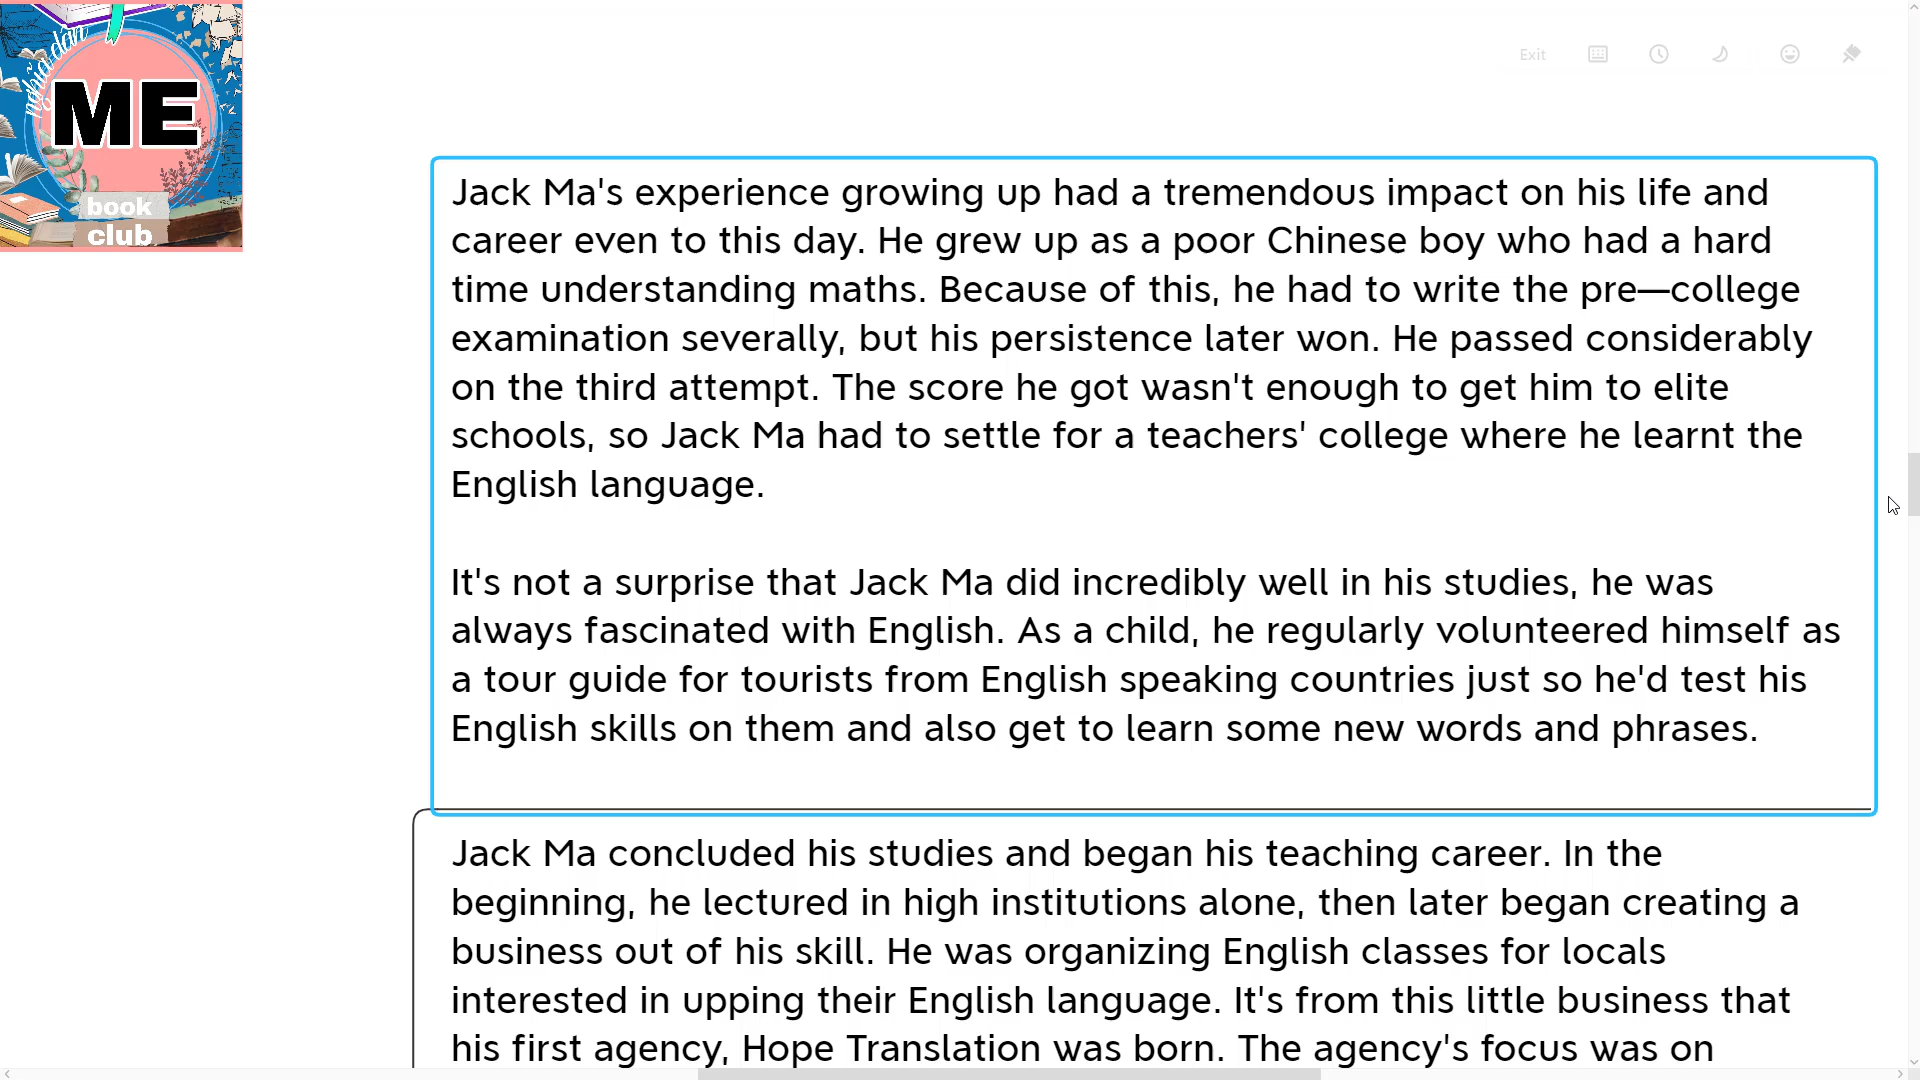 nghĩa dân
ME
book
club
Exit
Jack Ma's experience growing up had a tremendous impact on his life and
career even to this day. He grew up as a poor Chinese boy who had a hard
time understanding maths. Because of this, he had to write the pre—college
examination severally, but his persistence later won. He passed considerably
on the third attempt. The score he got wasn't enough to get him to elite
schools, so Jack Ma had to settle for a teachers' college where he learnt the
English language.
It's not a surprise that Jack Ma did incredibly well in his studies, he was
always fascinated with English. As a child, he regularly volunteered himself as
a tour guide for tourists from English speaking countries just so he'd test his
English skills on them and also get to learn some new words and phrases.
Jack Ma concluded his studies and began his teaching career. In the
beginning, he lectured in high institutions alone, then later began creating a
business out of his skill. He was organizing English classes for locals
interested in upping their English language. It's from this little business that
his first agency, Hope Translation was born. The agency's focus was on